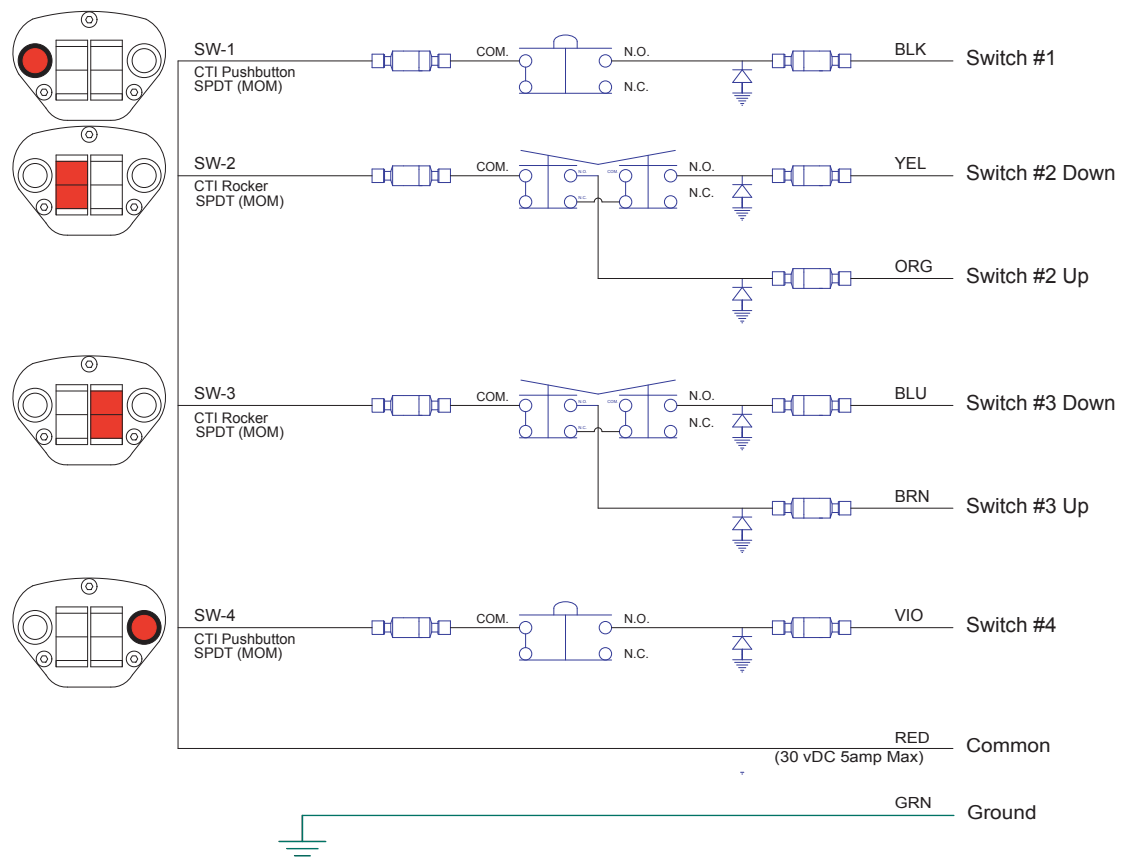 SW-1
CTI Pushbutton
SPDT (MOM)
COM.
N.O.
N.C.
BLK
Switch #1
SW-2
CTI Rocker
SPDT (MOM)
COM.
N.O.
N.C.
COM.
N.O.
N.C.
YEL
Switch #2 Down
ORG
Switch #2 Up
SW-3
CTI Rocker
SPDT (MOM)
COM.
N.O.
N.C.
COM.
N.O.
N.C.
BLU
Switch #3 Down
BRN
Switch #3 Up
SW-4
CTI Pushbutton
SPDT (MOM)
COM.
N.O.
N.C.
VIO
Switch #4
RED
(30 vDC 5amp Max)
Common
GRN
Ground